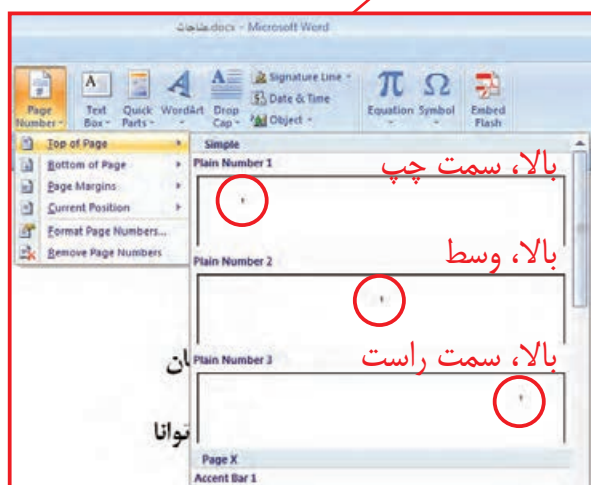 مناجات.docx - Microsoft Word
Page Number
Text Box
Quick Parts
WordArt
Drop Cap
Signature Line
Date & Time
Object
Equation
Symbol
Embed Flash
Top of Page
Bottom of Page
Page Margins
Current Position
Format Page Numbers...
Remove Page Numbers
Simple
Plain Number 1
بالا، سمت چپ
Plain Number 2
بالا، وسط
Plain Number 3
بالا، سمت راست
ان
توانا
Page X
Accent Bar 1